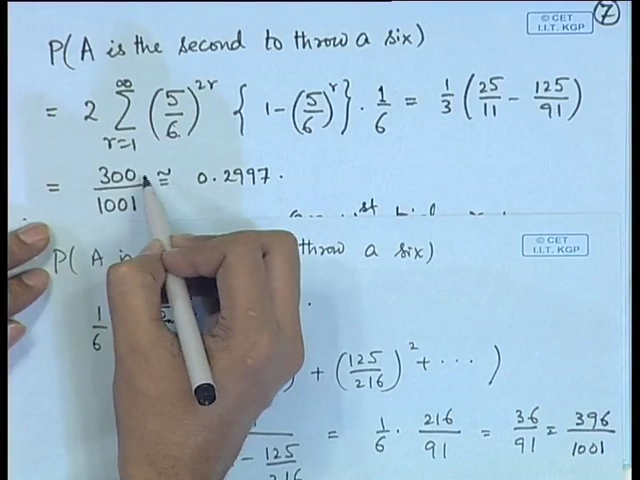 © CET
I.I.T. KGP
7
P(A is the second to throw a six)
= 2 ∑_{r=1}^{∞} (5/6)^{2r} { 1 - (5/6)^r } · 1/6 = 1/3 (25/11 - 125/91)
= 300/1001 ≅ 0.2997.
P( A throw a six)
© CET
I.I.T. KGP
1/6
+ (125/216)^2 + ··· )
- 125/216 = 1/6 · 216/91 = 36/91 = 396/1001